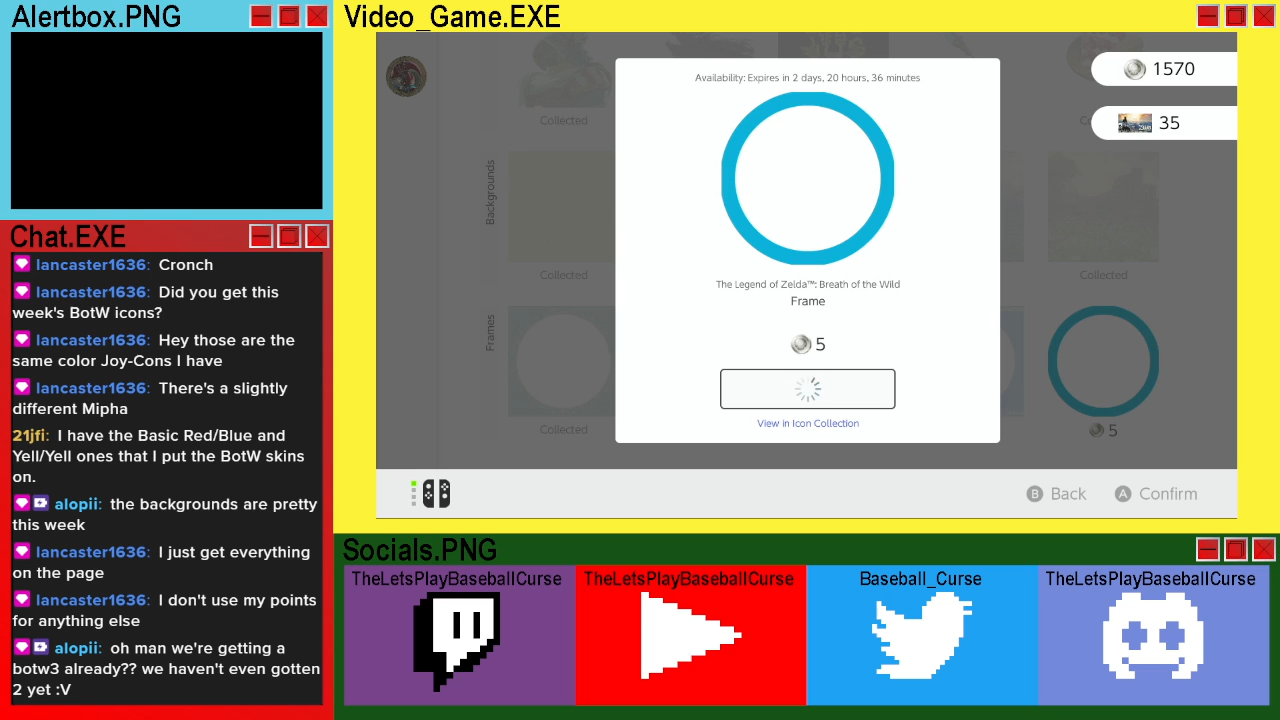 Alertbox.PNG
Chat.EXE
lancaster1636: Cronch
lancaster1636: Did you get this
week's BotW icons?
lancaster1636: Hey those are the
same color Joy-Cons I have
lancaster1636: There's a slightly
different Mipha
21jfi: I have the Basic Red/Blue and
Yell/Yell ones that I put the BotW skins
on.
alopii: the backgrounds are pretty
this week
lancaster1636: I just get everything
on the page
lancaster1636: I don't use my points
for anything else
alopii: oh man we're getting a
botw3 already?? we haven't even gotten
2 yet :V
Video_Game.EXE
Availability: Expires in 2 days, 20 hours, 36 minutes
1570
35
Collected
Backgrounds
Collected
Collected
The Legend of Zelda™: Breath of the Wild
Frame
5
View in Icon Collection
Frames
Collected
5
B Back
A Confirm
Socials.PNG
TheLetsPlayBaseballCurse
TheLetsPlayBaseballCurse
Baseball_Curse
TheLetsPlayBaseballCurse